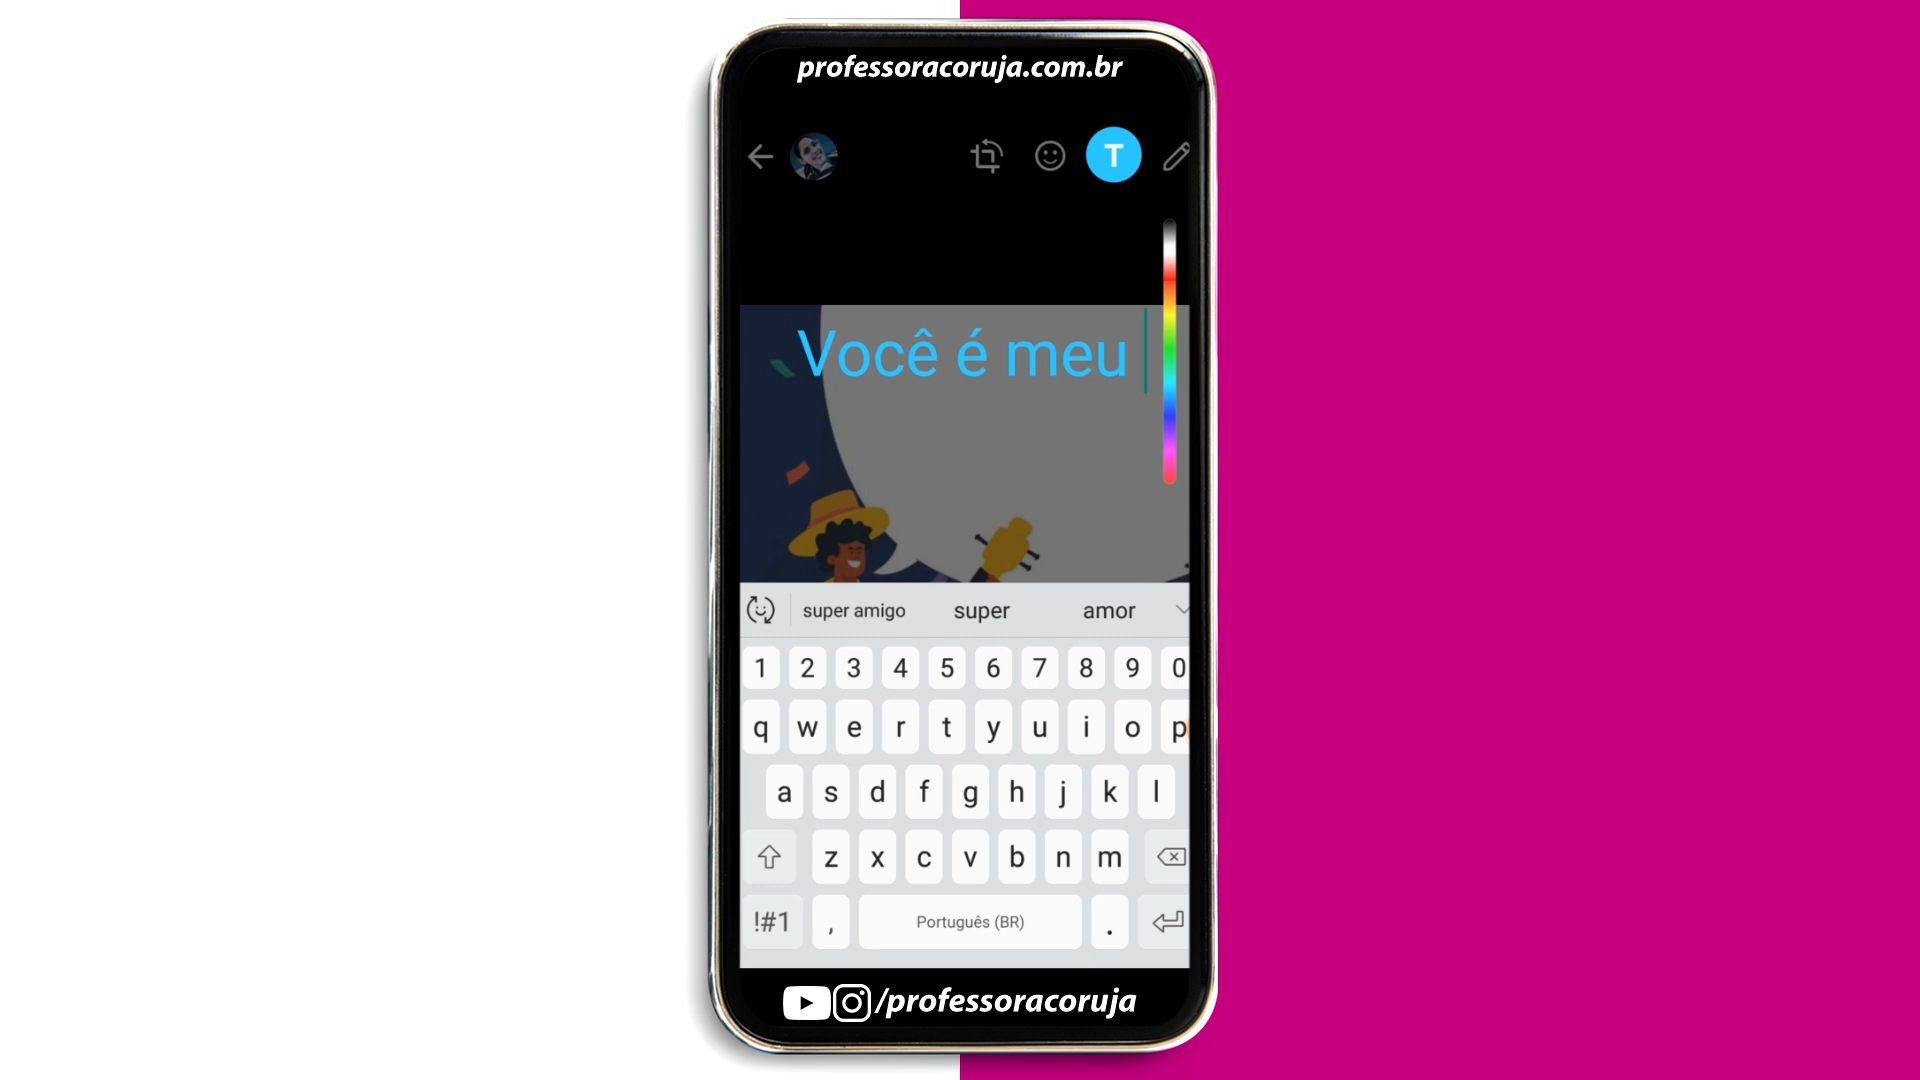 professoracoruja.com.br
T
Você é meu
super amigo super amor
1 2 3 4 5 6 7 8 9 0
q w e r t y u i o p
a s d f g h j k l
z x c v b n m
!#1 , Português (BR) .
/professoracoruja